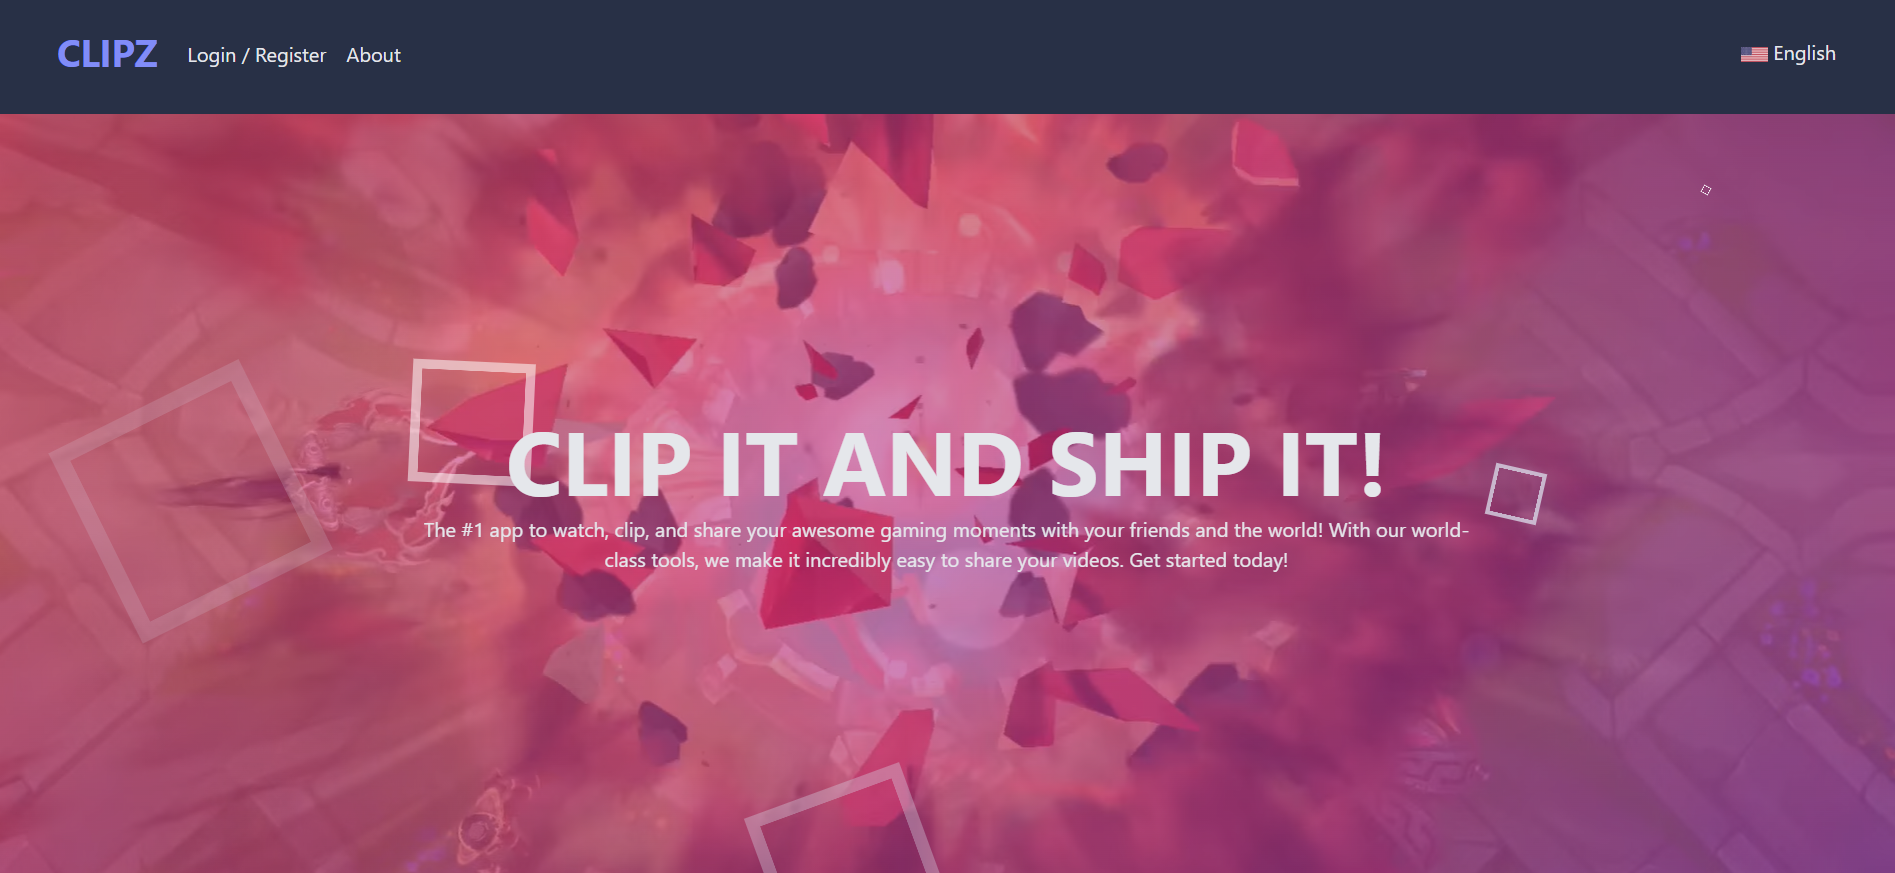 CLIPZ Login / Register About English
CLIP IT AND SHIP IT!
The #1 app to watch, clip, and share your awesome gaming moments with your friends and the world! With our world-
class tools, we make it incredibly easy to share your videos. Get started today!